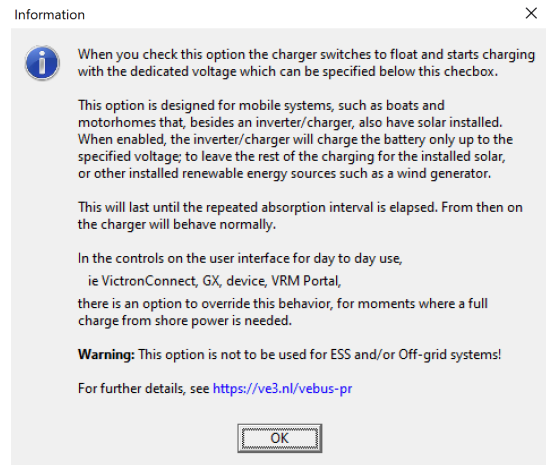 Information
When you check this option the charger switches to float and starts charging
with the dedicated voltage which can be specified below this checbox.
This option is designed for mobile systems, such as boats and
motorhomes that, besides an inverter/charger, also have solar installed.
When enabled, the inverter/charger will charge the battery only up to the
specified voltage; to leave the rest of the charging for the installed solar,
or other installed renewable energy sources such as a wind generator.
This will last until the repeated absorption interval is elapsed. From then on
the charger will behave normally.
In the controls on the user interface for day to day use,
ie VictronConnect, GX, device, VRM Portal,
there is an option to override this behavior, for moments where a full
charge from shore power is needed.
Warning: This option is not to be used for ESS and/or Off-grid systems!
For further details, see https://ve3.nl/vebus-pr
OK